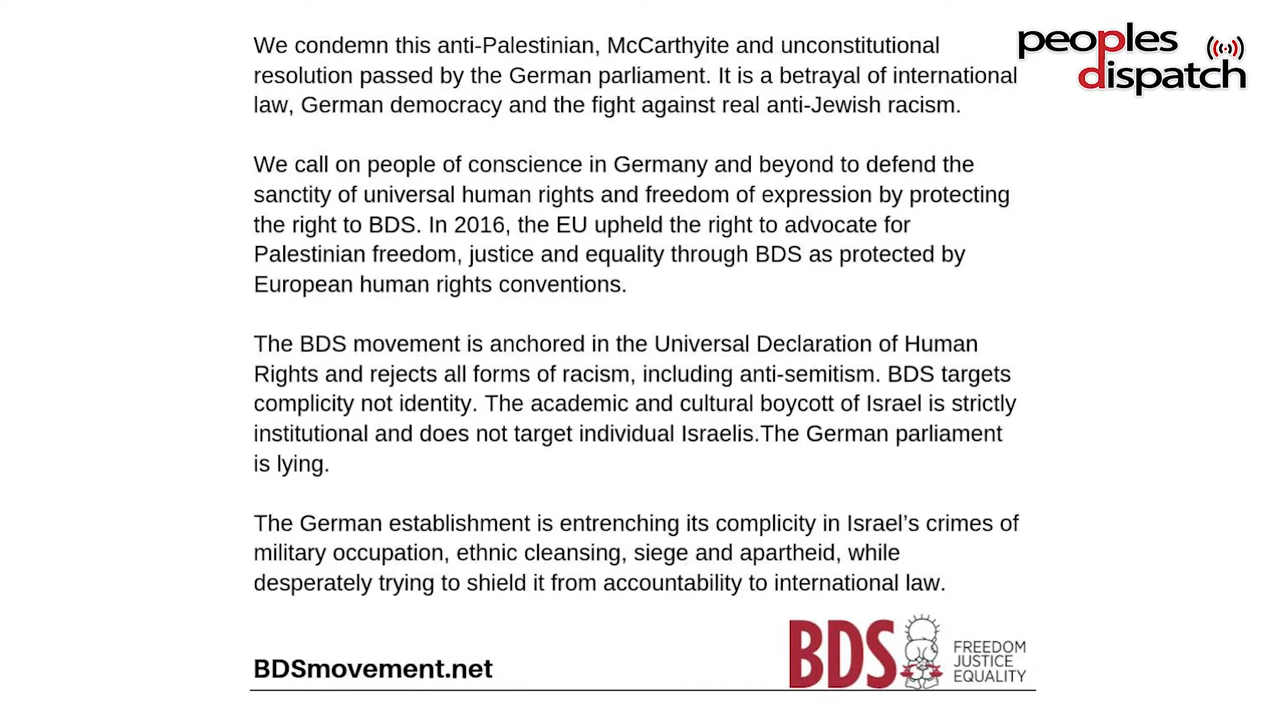 peoples
dispatch
We condemn this anti-Palestinian, McCarthyite and unconstitutional
resolution passed by the German parliament. It is a betrayal of international
law, German democracy and the fight against real anti-Jewish racism.
We call on people of conscience in Germany and beyond to defend the
sanctity of universal human rights and freedom of expression by protecting
the right to BDS. In 2016, the EU upheld the right to advocate for
Palestinian freedom, justice and equality through BDS as protected by
European human rights conventions.
The BDS movement is anchored in the Universal Declaration of Human
Rights and rejects all forms of racism, including anti-semitism. BDS targets
complicity not identity. The academic and cultural boycott of Israel is strictly
institutional and does not target individual Israelis.The German parliament
is lying.
The German establishment is entrenching its complicity in Israel’s crimes of
military occupation, ethnic cleansing, siege and apartheid, while
desperately trying to shield it from accountability to international law.
BDSmovement.net
BDS
FREEDOM
JUSTICE
EQUALITY